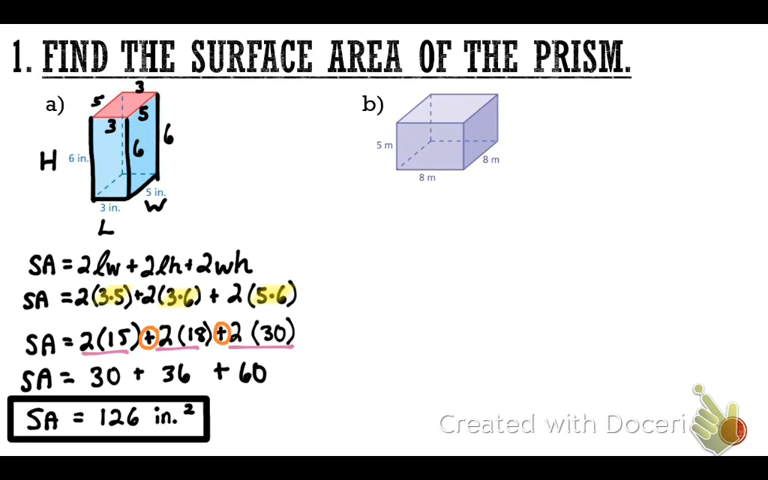 1. FIND THE SURFACE AREA OF THE PRISM.
a)
5
3
3
5
6
6
H
6 in.
5 in.
W
3 in.
L
SA = 2lw + 2lh + 2wh
SA = 2(3·5) + 2(3·6) + 2(5·6)
SA = 2(15) + 2(18) + 2(30)
SA = 30 + 36 + 60
SA = 126 in.²
b)
5 m
8 m
8 m
Created with Doceri